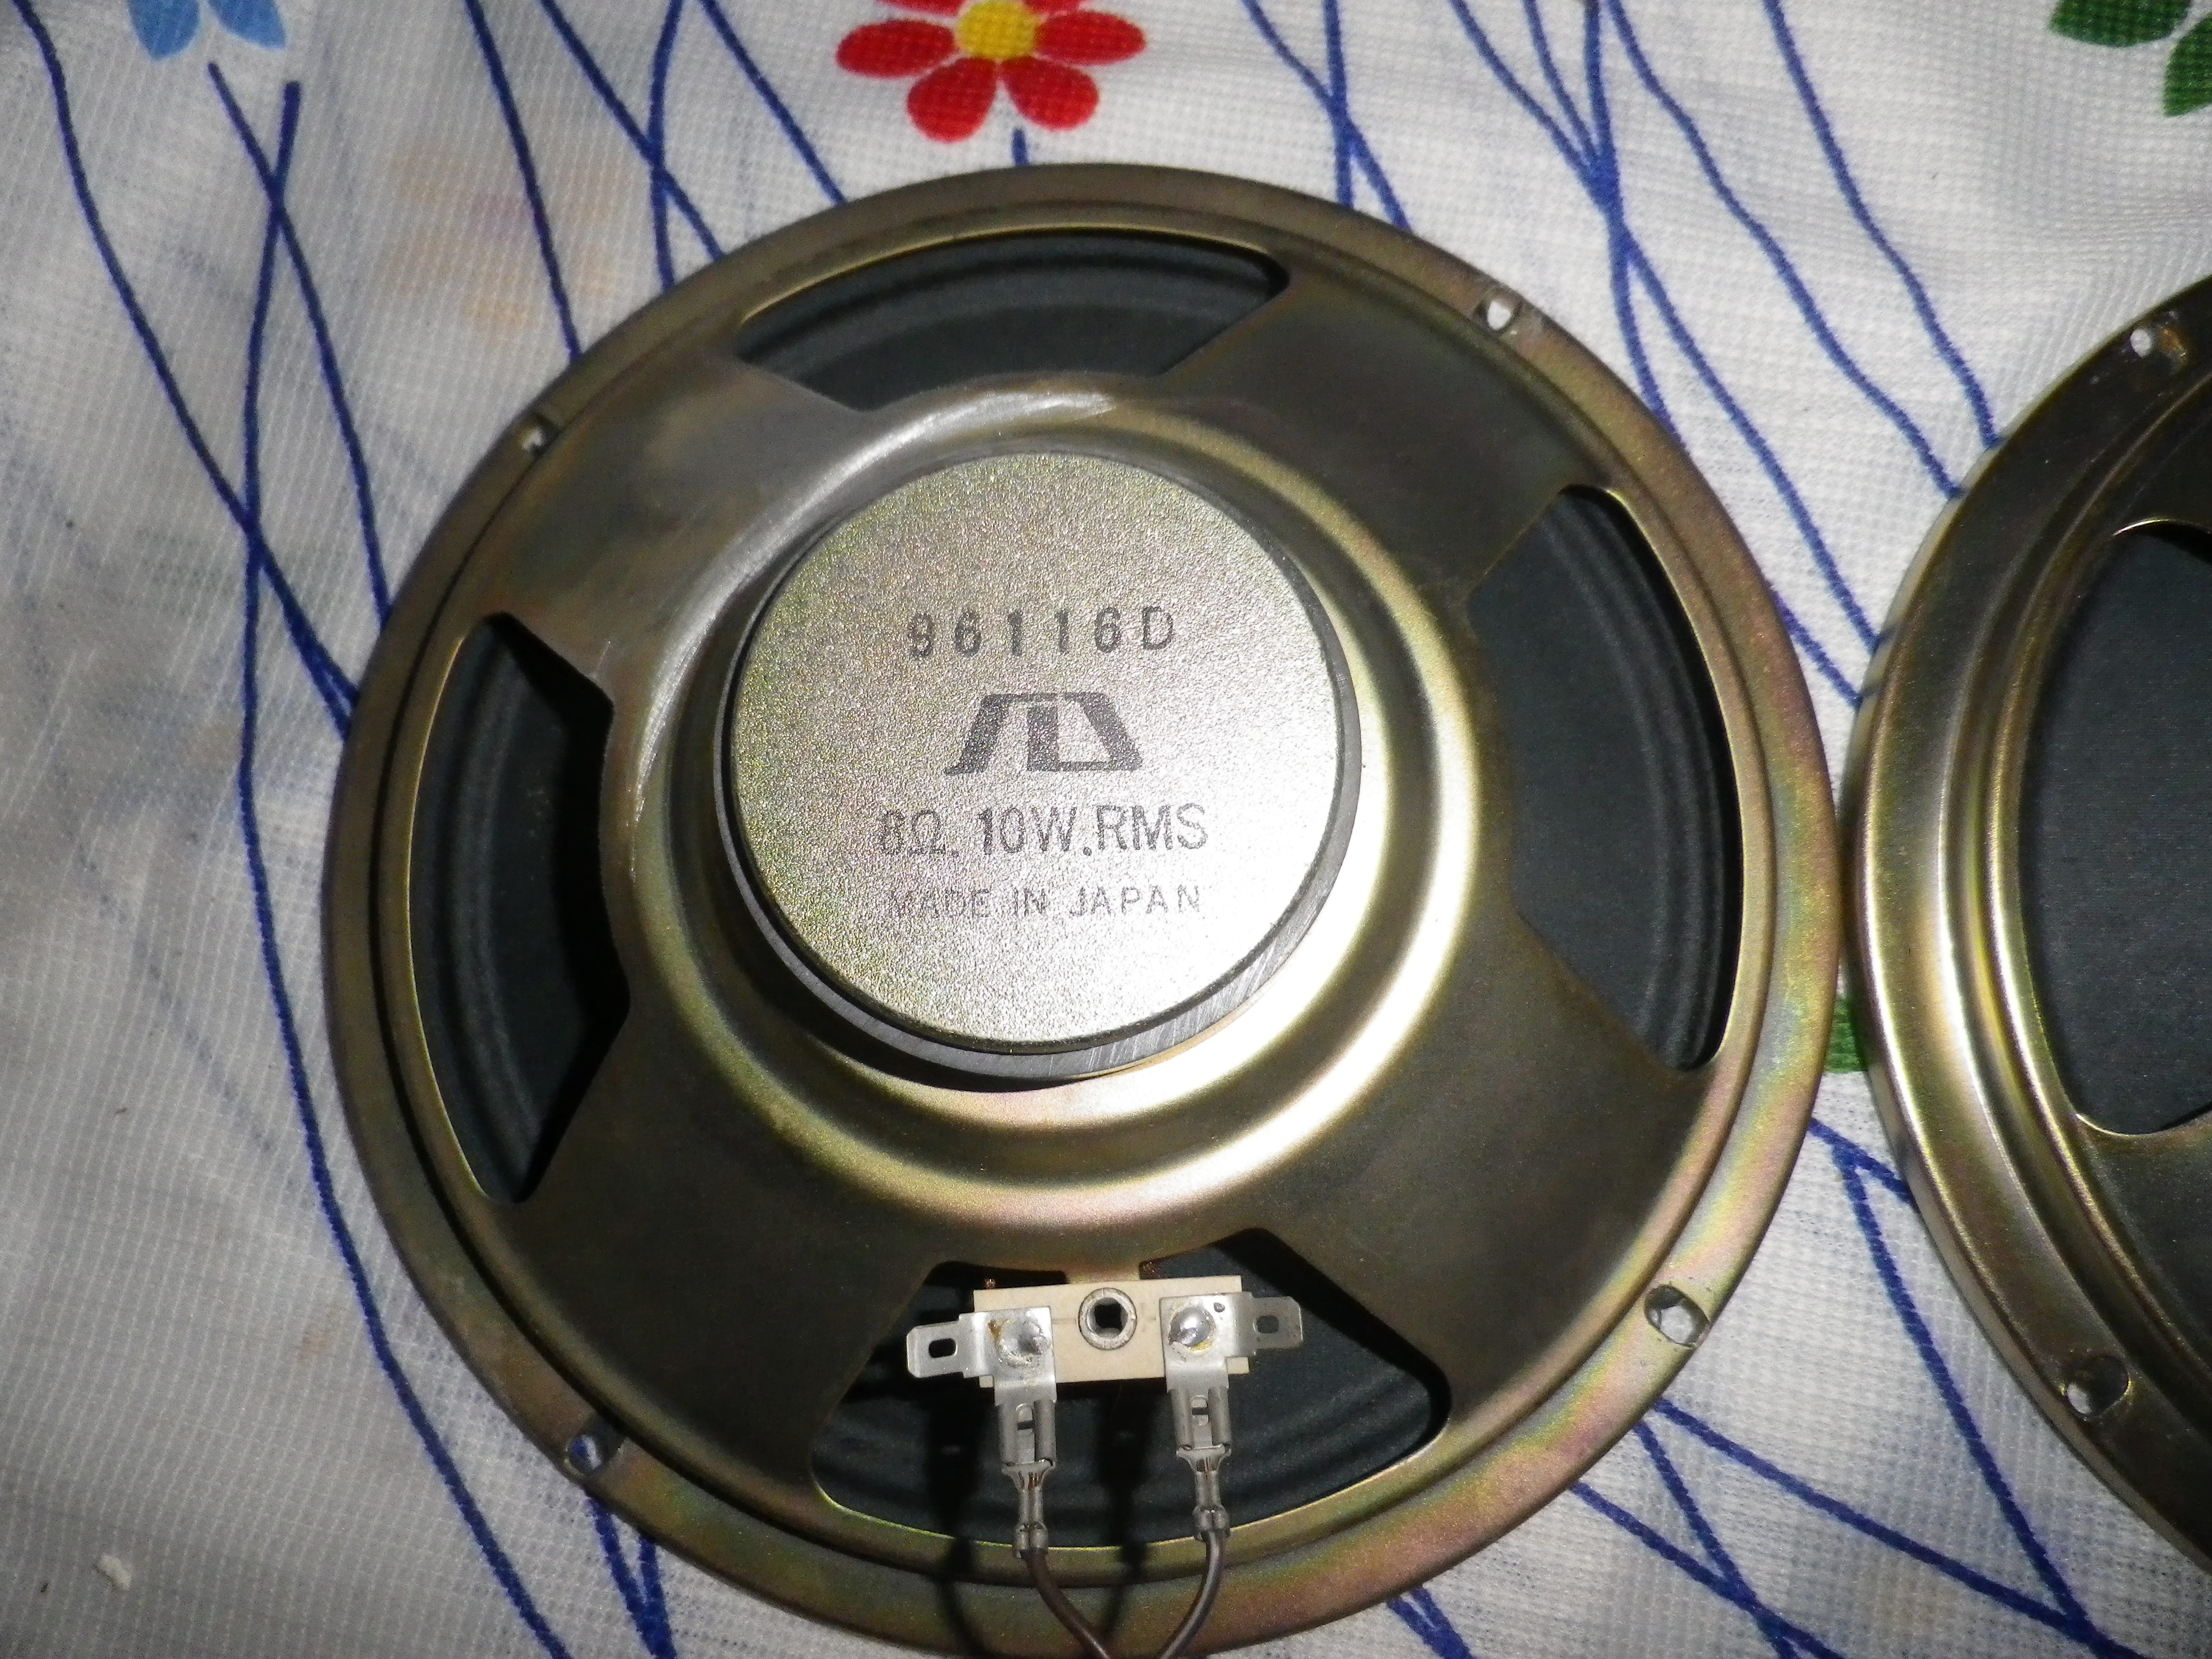 96116D
8Ω. 10W.RMS
MADE IN JAPAN